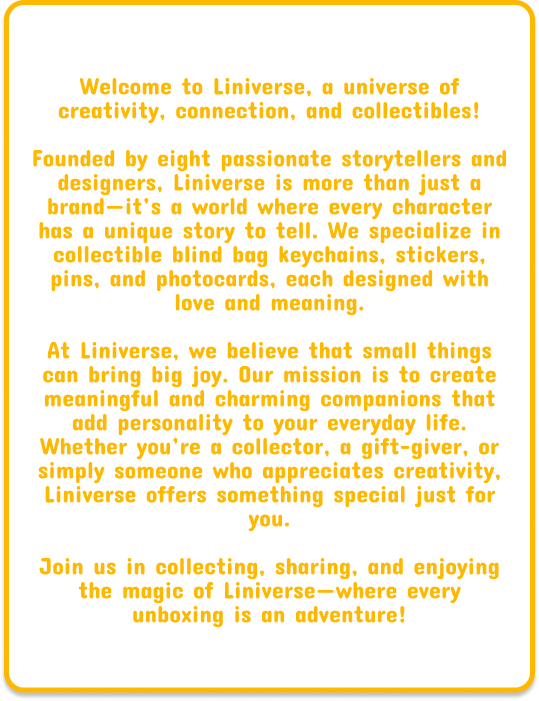 Welcome to Liniverse, a universe of
creativity, connection, and collectibles!
Founded by eight passionate storytellers and
designers, Liniverse is more than just a
brand—it's a world where every character
has a unique story to tell. We specialize in
collectible blind bag keychains, stickers,
pins, and photocards, each designed with
love and meaning.
At Liniverse, we believe that small things
can bring big joy. Our mission is to create
meaningful and charming companions that
add personality to your everyday life.
Whether you're a collector, a gift-giver, or
simply someone who appreciates creativity,
Liniverse offers something special just for
you.
Join us in collecting, sharing, and enjoying
the magic of Liniverse—where every
unboxing is an adventure!